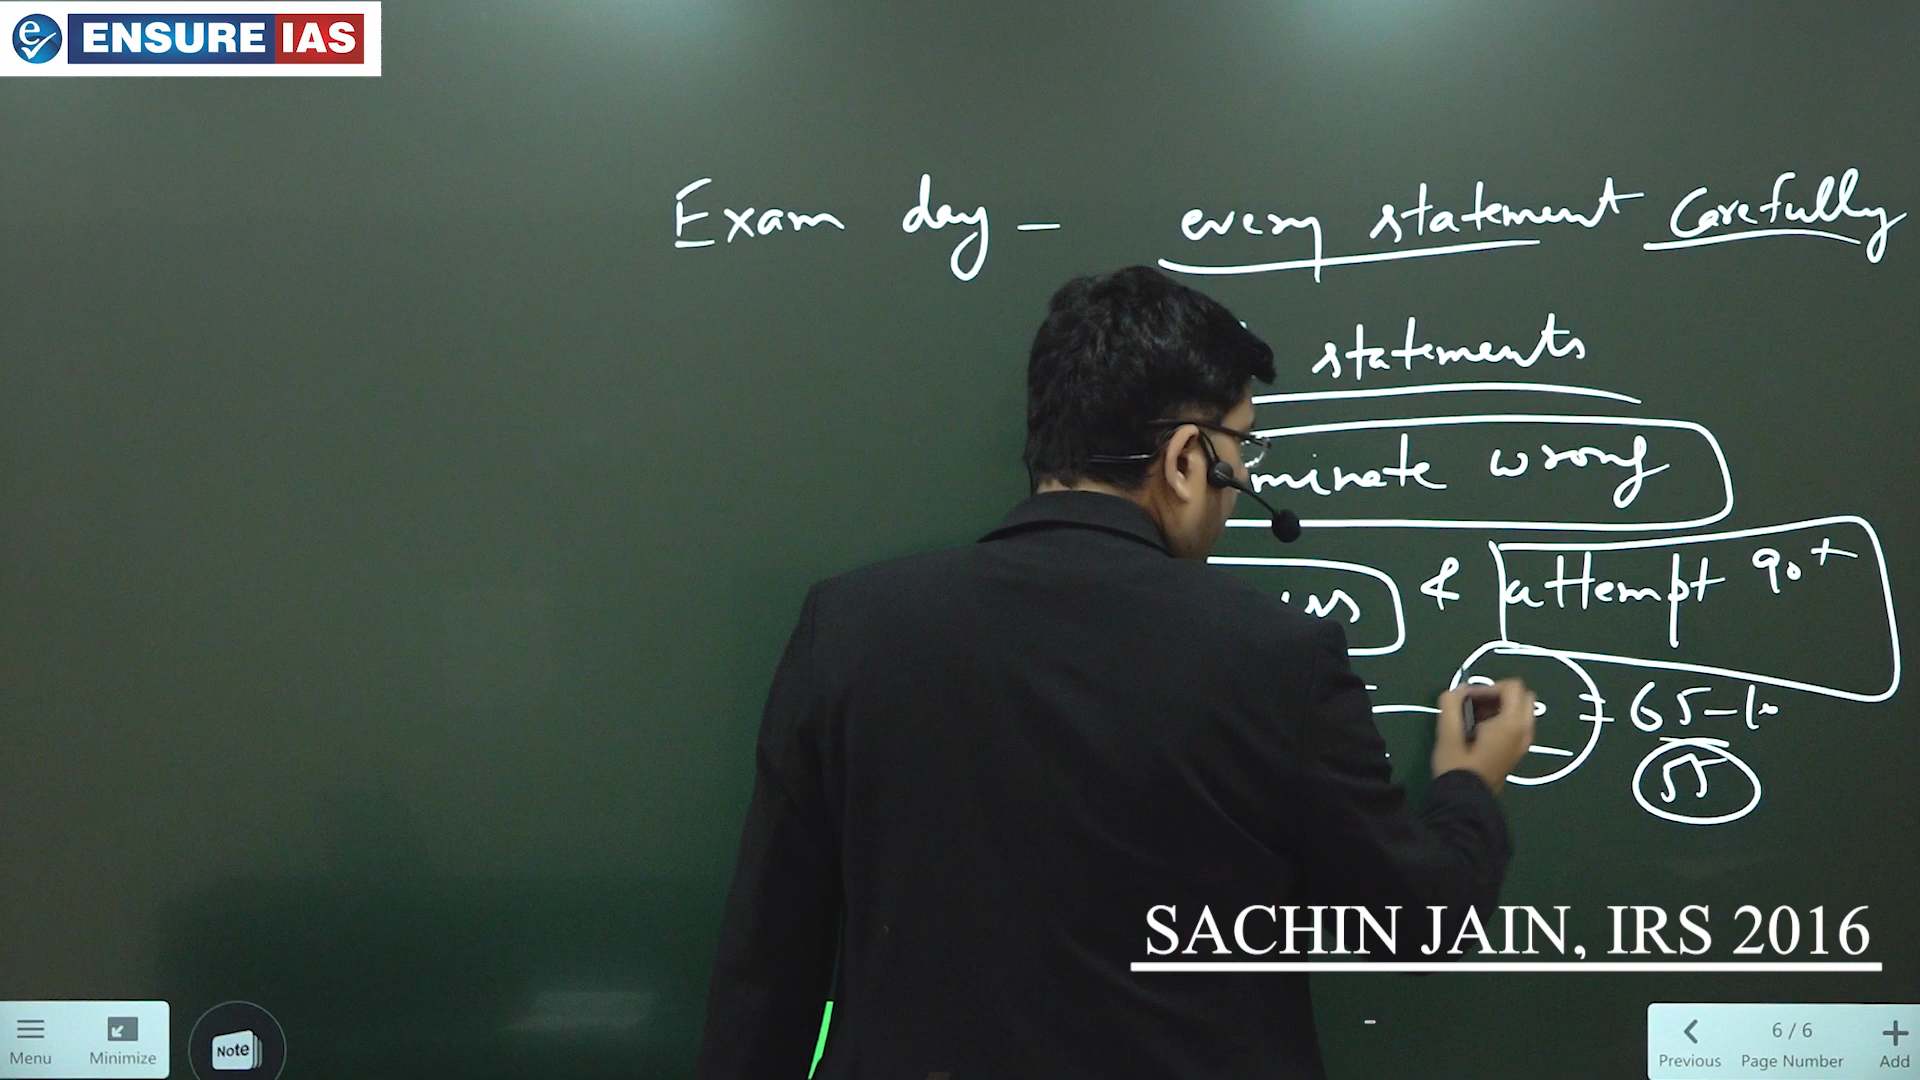 ENSURE IAS
Exam day - every statement Carefully
statements
minate wrong
& attempt 90+
= 65-10
55
SACHIN JAIN, IRS 2016
Menu
Minimize
Note
6 / 6
Previous
Page Number
Add